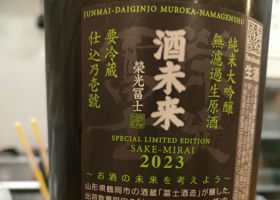 JUNMAI-DAIGINJO MUROKA-NAMAGENSHU
純米大吟醸
無濾過生原酒
酒未来
榮光冨士
要冷蔵
仕込乃壱號
SPECIAL LIMITED EDITION
SAKE-MIRAI
2023
～お酒の未来を考えよう～
山形県鶴岡市の酒蔵「冨士酒造」が醸した、